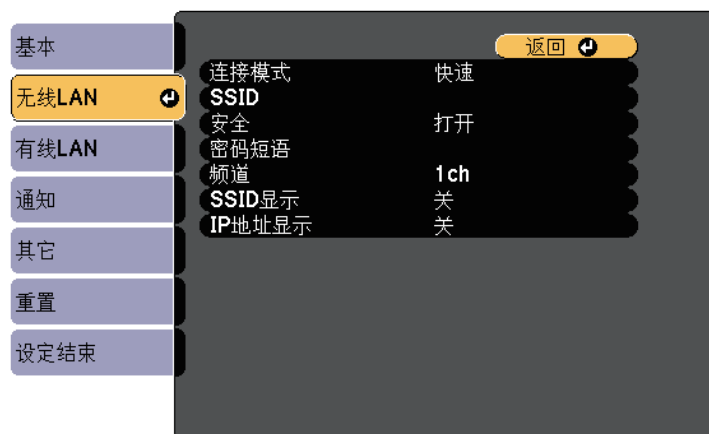 基本
无线LAN
有线LAN
通知
其它
重置
设定结束
返回
连接模式 快速
SSID
安全 打开
密码短语
频道 1ch
SSID显示 关
IP地址显示 关